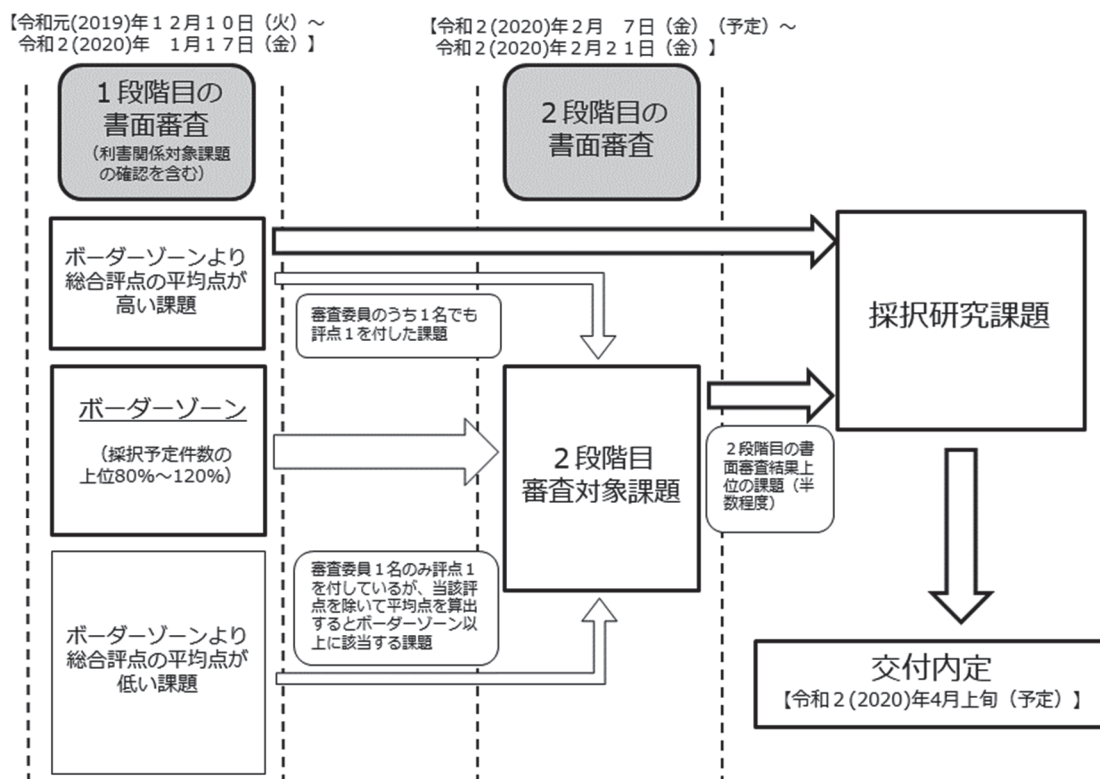 【令和元(2019)年１２月１０日（火）～
令和２(2020)年　１月１７日（金）】
【令和２(2020)年２月　７日（金）（予定）～
令和２(2020)年２月２１日（金）】
１段階目の
書面審査
（利害関係対象課題
の確認を含む）
２段階目の
書面審査
ボーダーゾーンより
総合評点の平均点が
高い課題
審査委員のうち１名でも
評点１を付した課題
採択研究課題
ボーダーゾーン
（採択予定件数の
上位80%～120%）
２段階目
審査対象課題
２段階目の書
面審査結果上
位の課題（半
数程度）
審査委員１名のみ評点１
を付しているが、当該評
点を除いて平均点を算出
するとボーダーゾーン以
上に該当する課題
ボーダーゾーンより
総合評点の平均点が
低い課題
交付内定
【令和２(2020)年4月上旬（予定）】